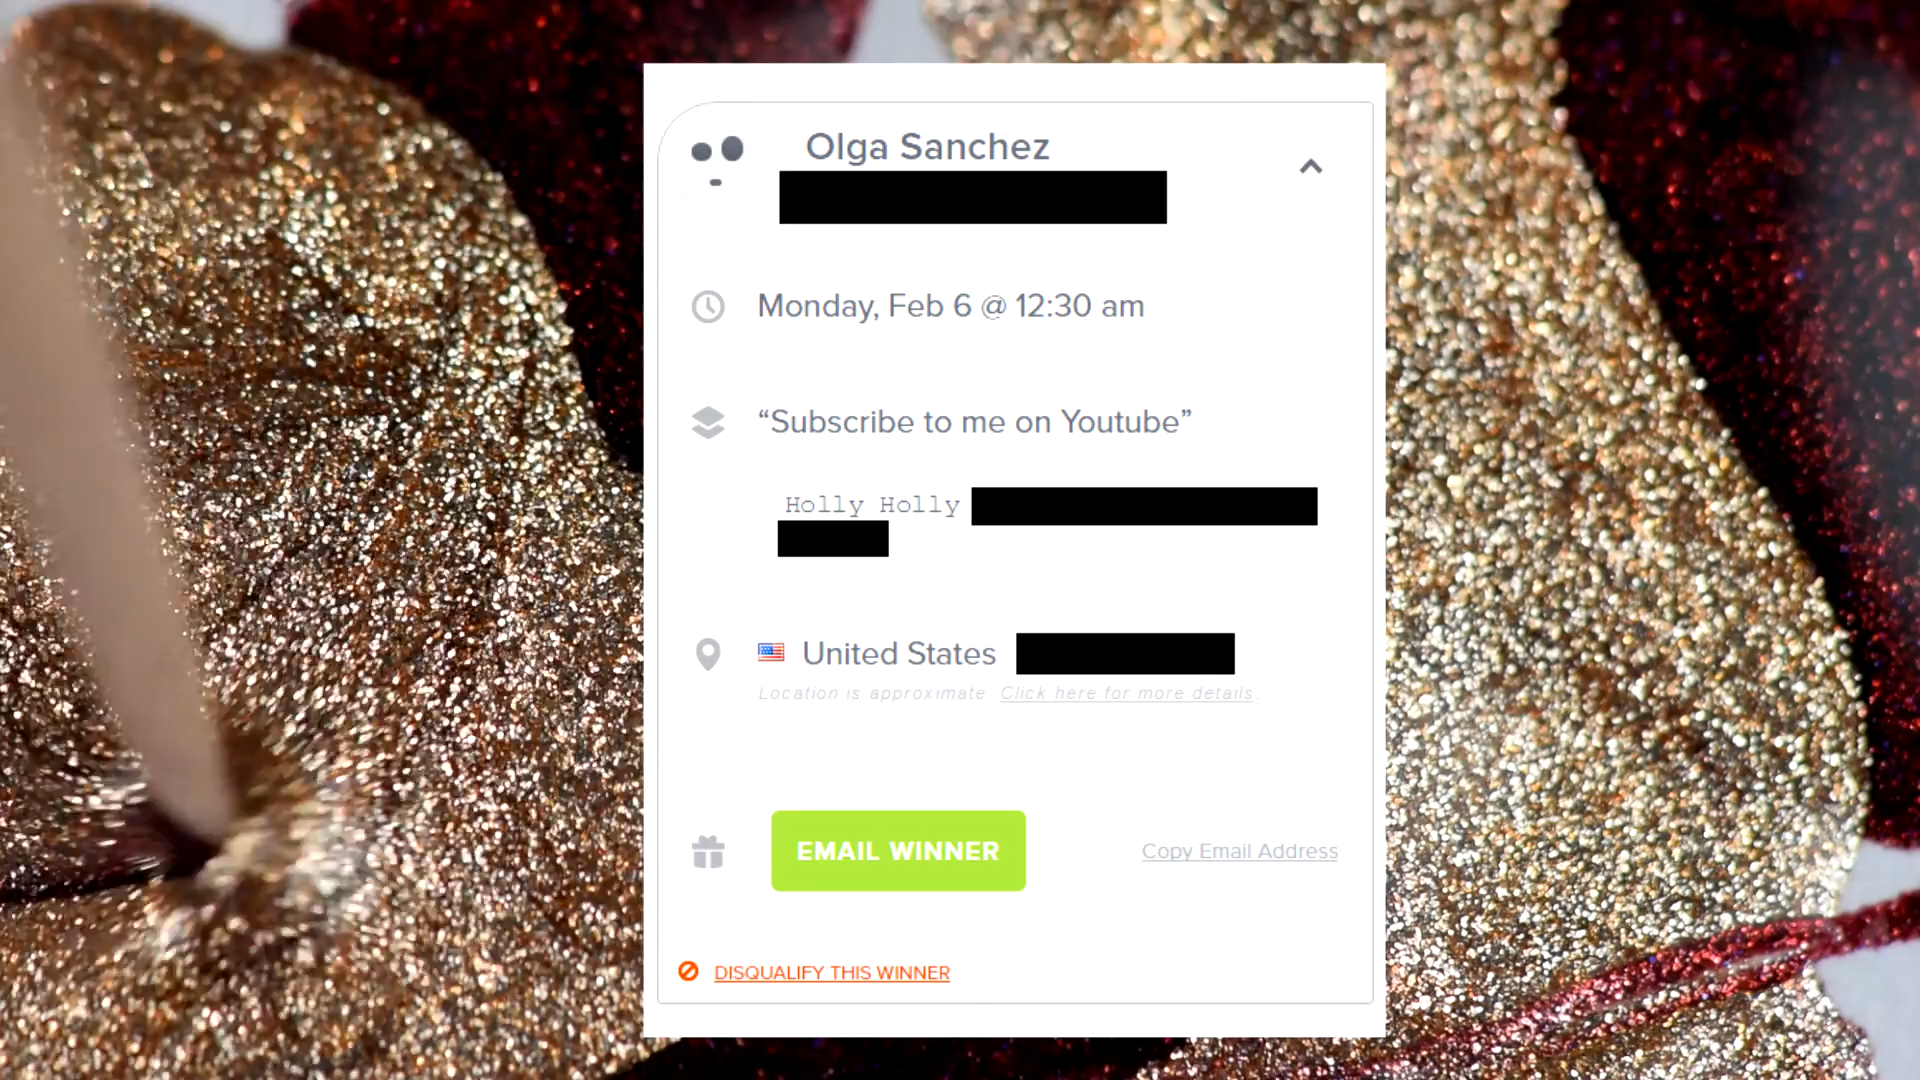 Olga Sanchez
Monday, Feb 6 @ 12:30 am
“Subscribe to me on Youtube”
Holly Holly
United States
Location is approximate. Click here for more details.
EMAIL WINNER
Copy Email Address
DISQUALIFY THIS WINNER